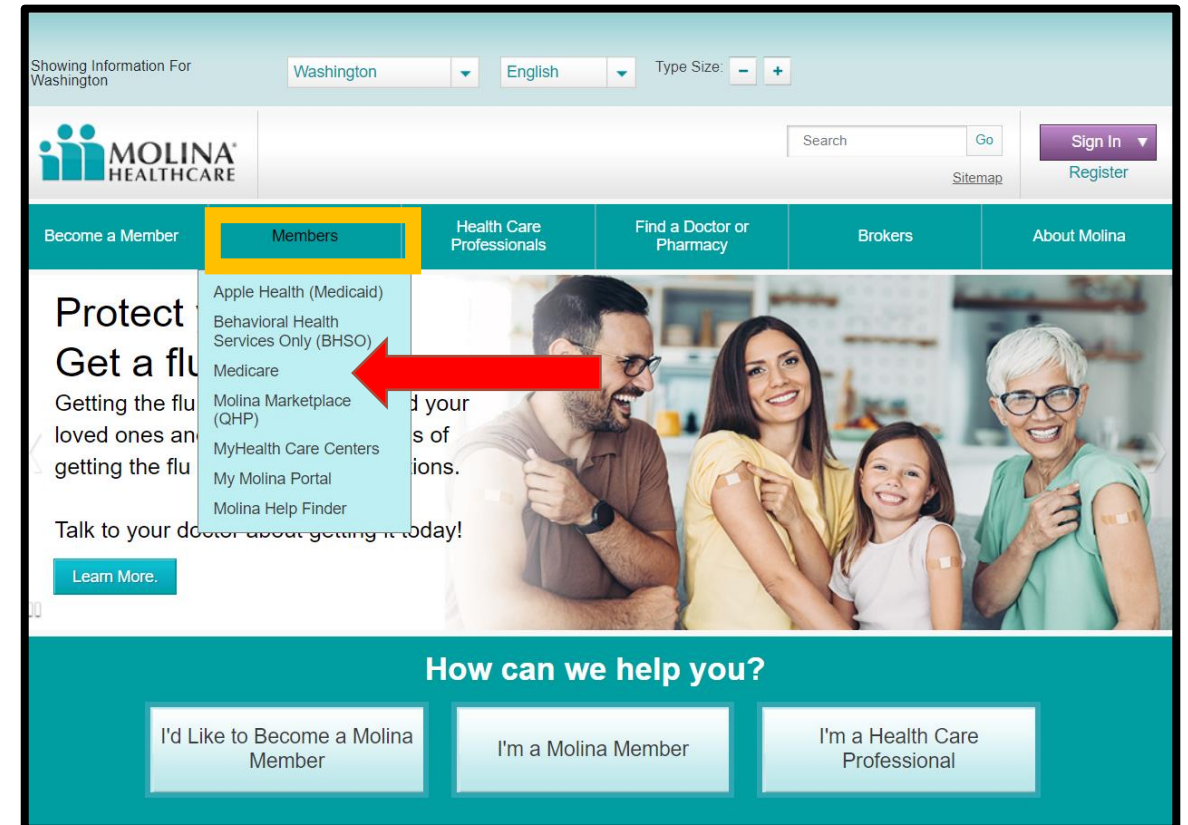 Showing Information For
Washington
Washington
English
Type Size: - +
MOLINA®
HEALTHCARE
Search
Go
Sitemap
Sign In ▼
Register
Become a Member
Members
Health Care
Professionals
Find a Doctor or
Pharmacy
Brokers
About Molina
Apple Health (Medicaid)
Behavioral Health
Services Only (BHSO)
Medicare
Molina Marketplace
(QHP)
MyHealth Care Centers
My Molina Portal
Molina Help Finder
Protect
Get a flu
Getting the flu your
loved ones s of
getting the flu
Talk to your doctor about getting it today!
Learn More.
How can we help you?
I'd Like to Become a Molina
Member
I'm a Molina Member
I'm a Health Care
Professional